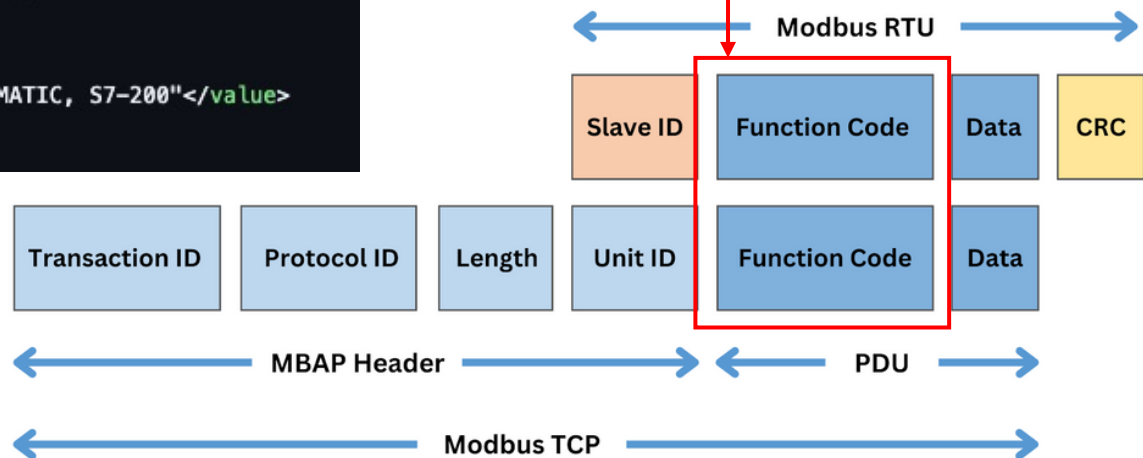 MATIC, S7-200"</value>
Modbus RTU
Slave ID Function Code Data CRC
Transaction ID Protocol ID Length Unit ID Function Code Data
MBAP Header PDU
Modbus TCP